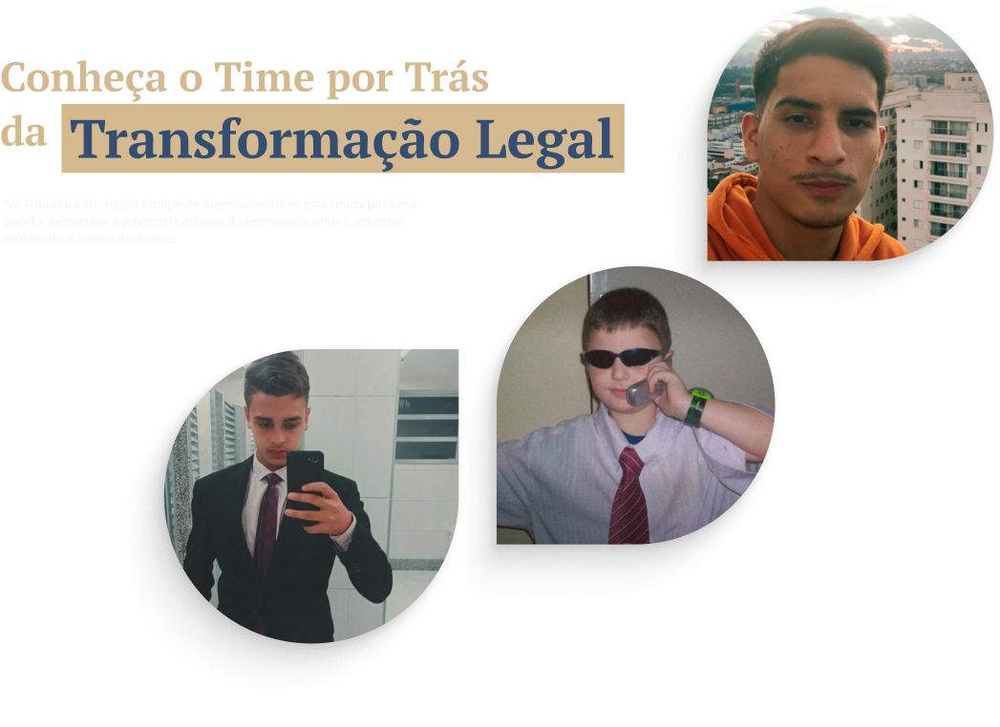 Conheça o Time por Trás
da Transformação Legal
Na Tribunal Jobs, nossa equipe de desenvolvedores está unida por uma
paixão: reinventar a advocacia através da tecnologia. Juntos, estamos
moldando o futuro do direito.